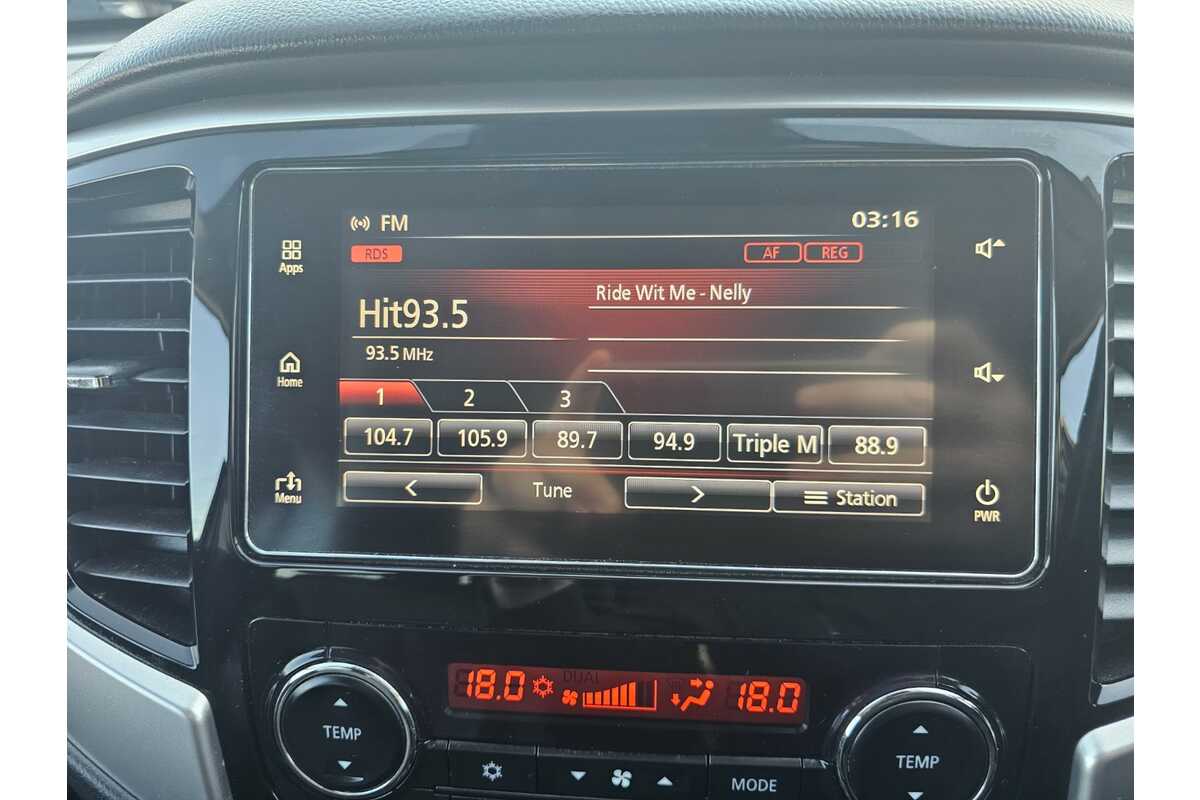 FM
03:16
RDS
AF REG
Apps
Ride Wit Me - Nelly
Hit93.5
93.5 MHz
Home
1 2 3
104.7 105.9 89.7 94.9 Triple M 88.9
Menu
< Tune > Station
PWR
DUAL
18.0 18.0
TEMP
TEMP
MODE